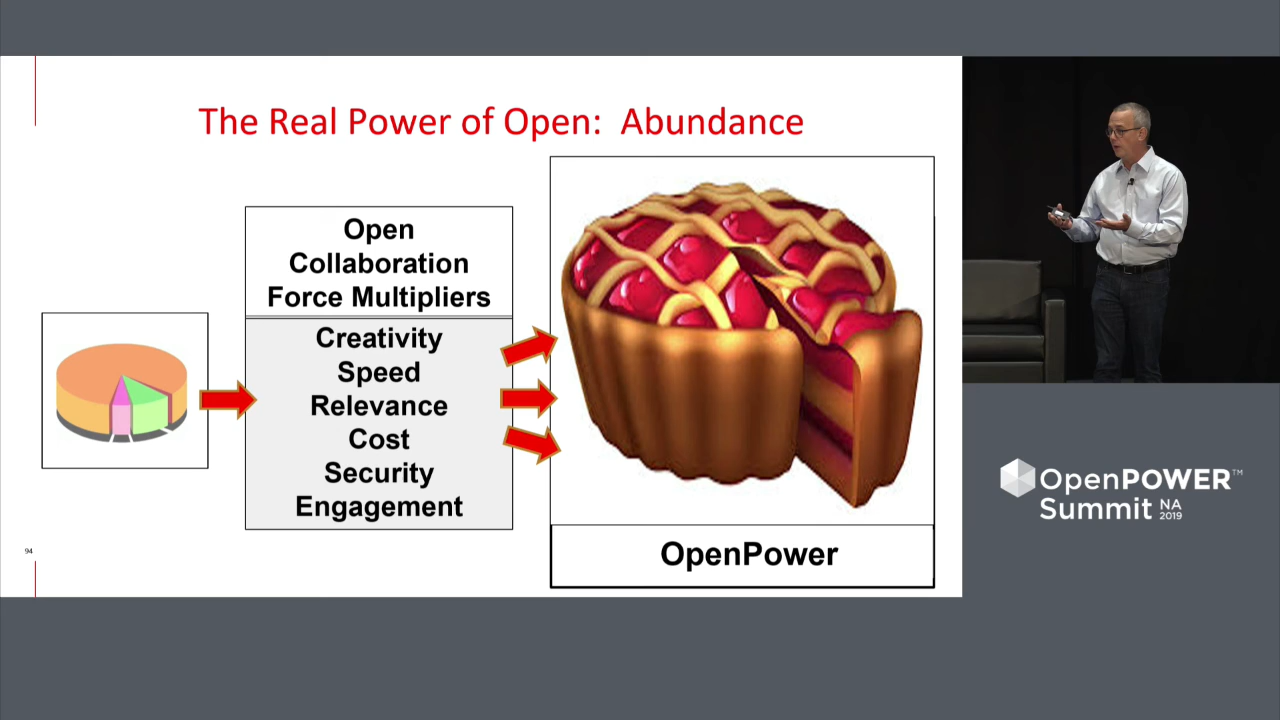 The Real Power of Open: Abundance
Open
Collaboration
Force Multipliers
Creativity
Speed
Relevance
Cost
Security
Engagement
OpenPower
94
OpenPOWER™
Summit NA
2019